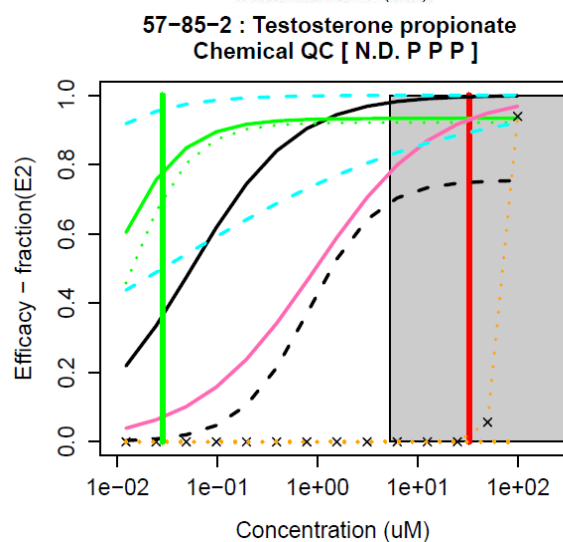 57−85−2 : Testosterone propionate
Chemical QC [ N.D. P P P ]
Efficacy − fraction(E2)
1.0
0.8
0.6
0.4
0.2
0.0
1e−02 1e−01 1e+00 1e+01 1e+02
Concentration (uM)